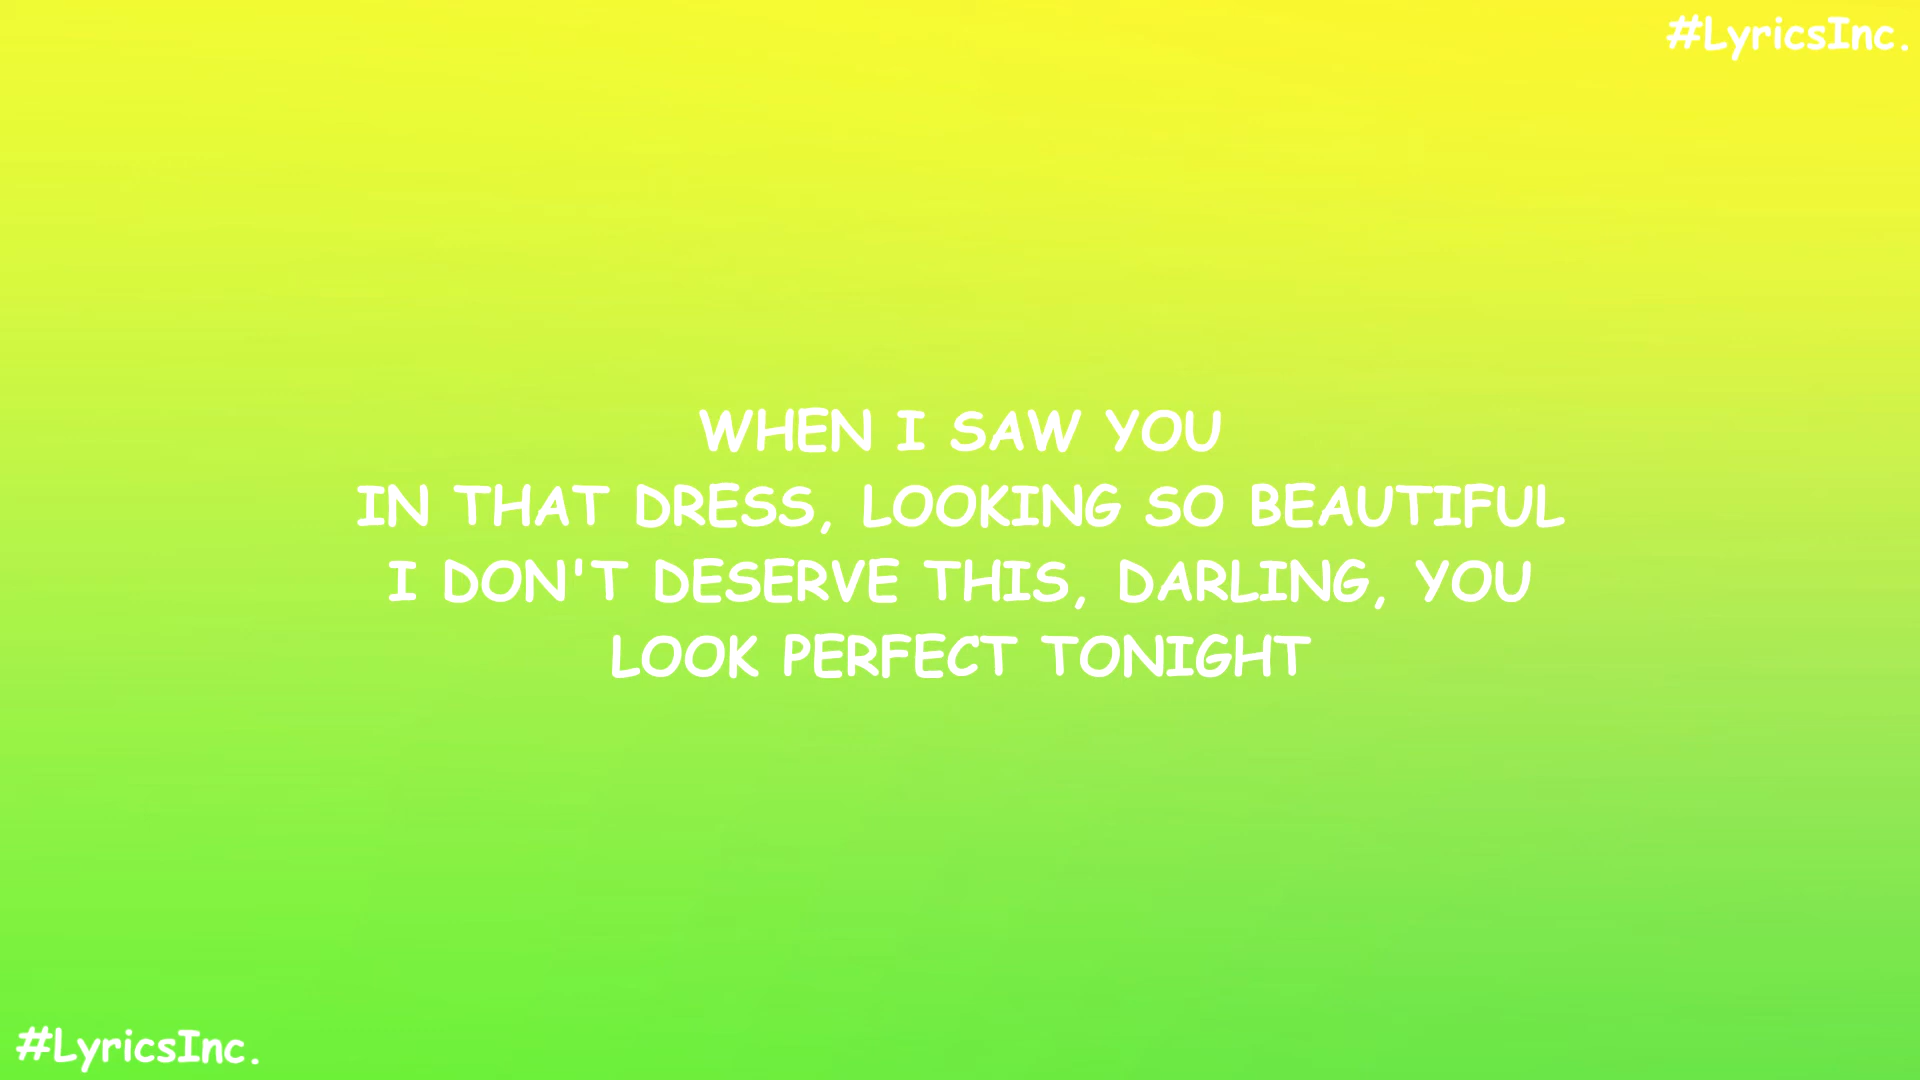 #LyricsInc.
WHEN I SAW YOU
IN THAT DRESS, LOOKING SO BEAUTIFUL
I DON'T DESERVE THIS, DARLING, YOU
LOOK PERFECT TONIGHT
#LyricsInc.